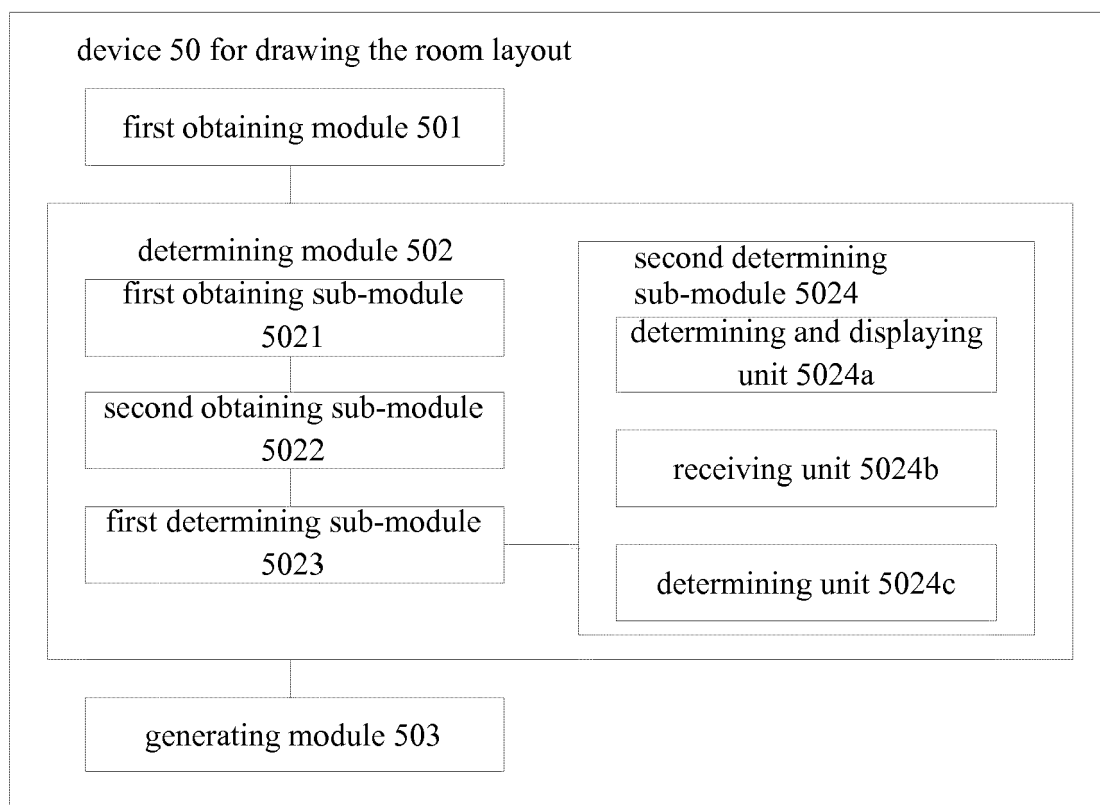 device 50 for drawing the room layout
first obtaining module 501
determining module 502
first obtaining sub-module
5021
second obtaining sub-module
5022
first determining sub-module
5023
second determining
sub-module 5024
determining and displaying
unit 5024a
receiving unit 5024b
determining unit 5024c
generating module 503